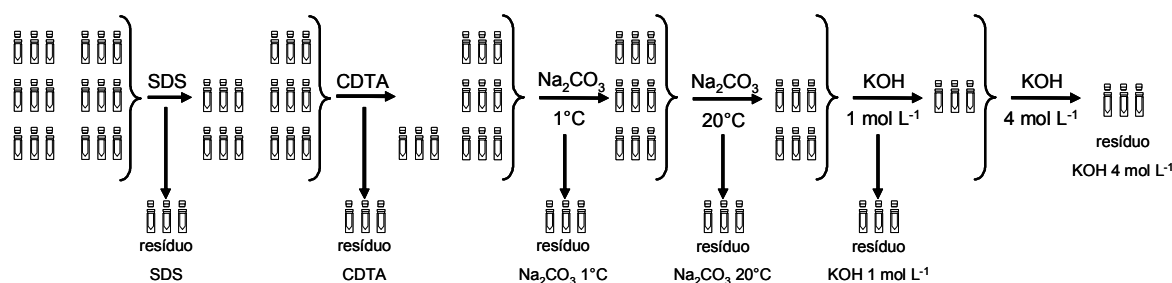 SDS
resíduo
SDS
CDTA
resíduo
CDTA
Na₂CO₃
1°C
resíduo
Na₂CO₃ 1°C
Na₂CO₃
20°C
resíduo
Na₂CO₃ 20°C
KOH
1 mol L⁻¹
resíduo
KOH 1 mol L⁻¹
KOH
4 mol L⁻¹
resíduo
KOH 4 mol L⁻¹